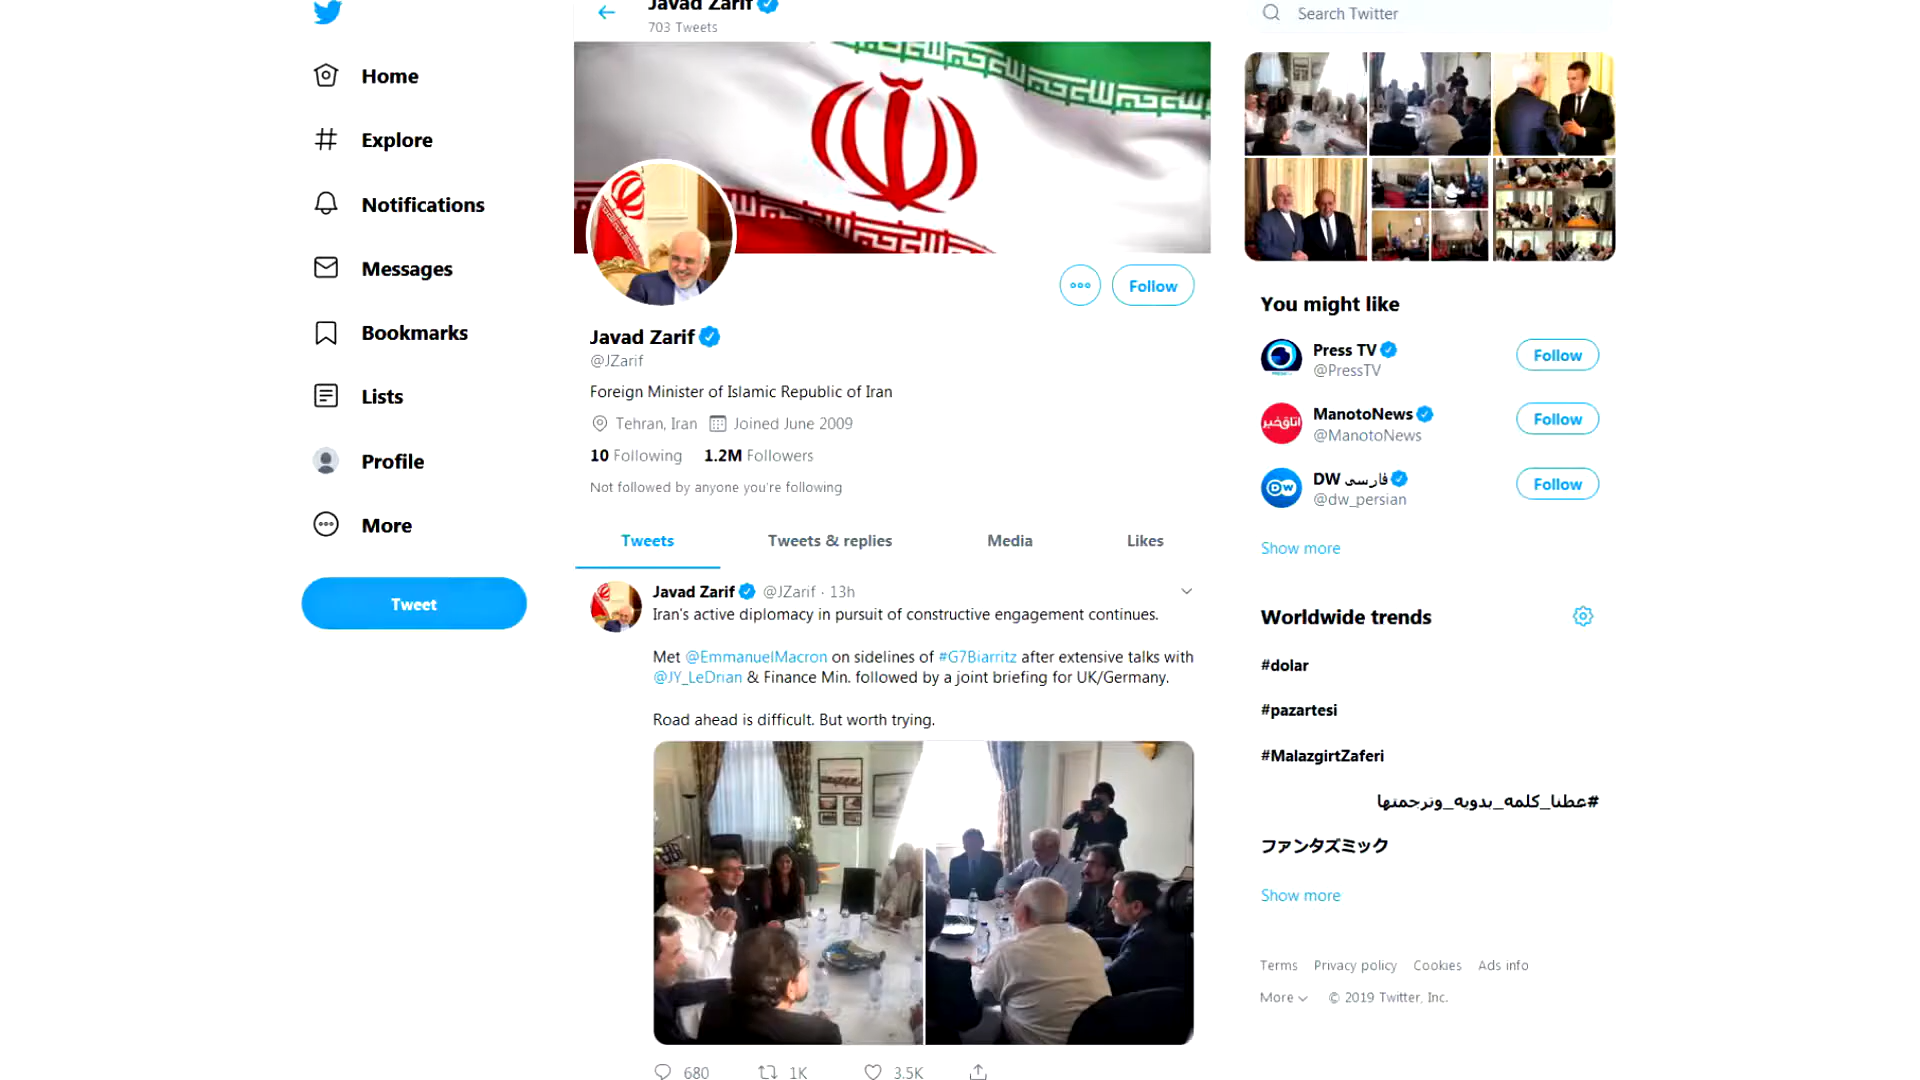 Javad Zarif
703 Tweets
Search Twitter
Home
Explore
Notifications
Messages
Bookmarks
Lists
Profile
More
Tweet
Follow
Javad Zarif
@JZarif
Foreign Minister of Islamic Republic of Iran
Tehran, Iran Joined June 2009
10 Following 1.2M Followers
Not followed by anyone you're following
Tweets Tweets & replies Media Likes
Javad Zarif @JZarif · 13h
Iran's active diplomacy in pursuit of constructive engagement continues.
Met @EmmanuelMacron on sidelines of #G7Biarritz after extensive talks with
@JY_LeDrian & Finance Min. followed by a joint briefing for UK/Germany.
Road ahead is difficult. But worth trying.
680 1K 3.5K
You might like
Press TV
@PressTV
Follow
ManotoNews
@ManotoNews
Follow
اتاق خبر
DW فارسی
@dw_persian
Follow
DW
Show more
Worldwide trends
#dolar
#pazartesi
#MalazgirtZaferi
#عطنا_كلمه_بدويه_وترجمتها
ファンタズミック
Show more
Terms Privacy policy Cookies Ads info
More © 2019 Twitter, Inc.